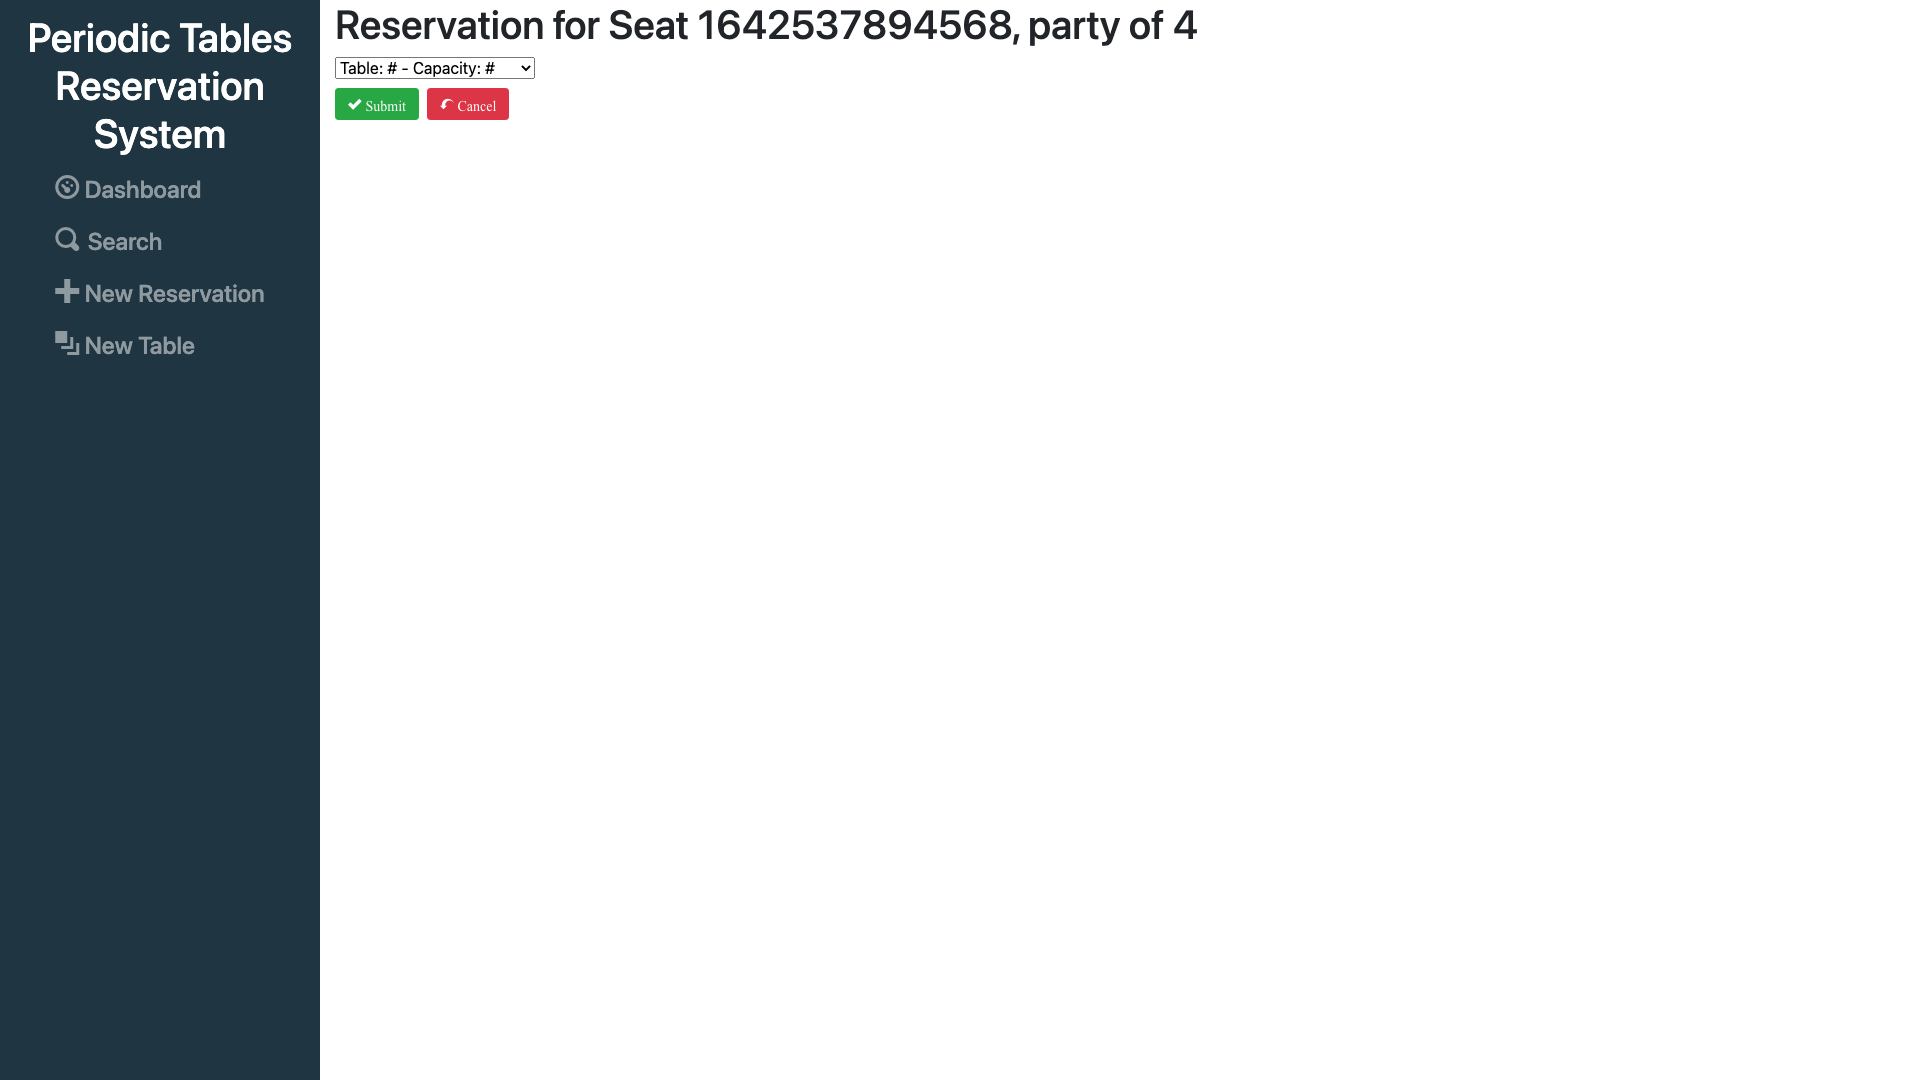 Periodic Tables
Reservation
System
Dashboard
Search
New Reservation
New Table
Reservation for Seat 1642537894568, party of 4
Table: # - Capacity: #
Submit
Cancel